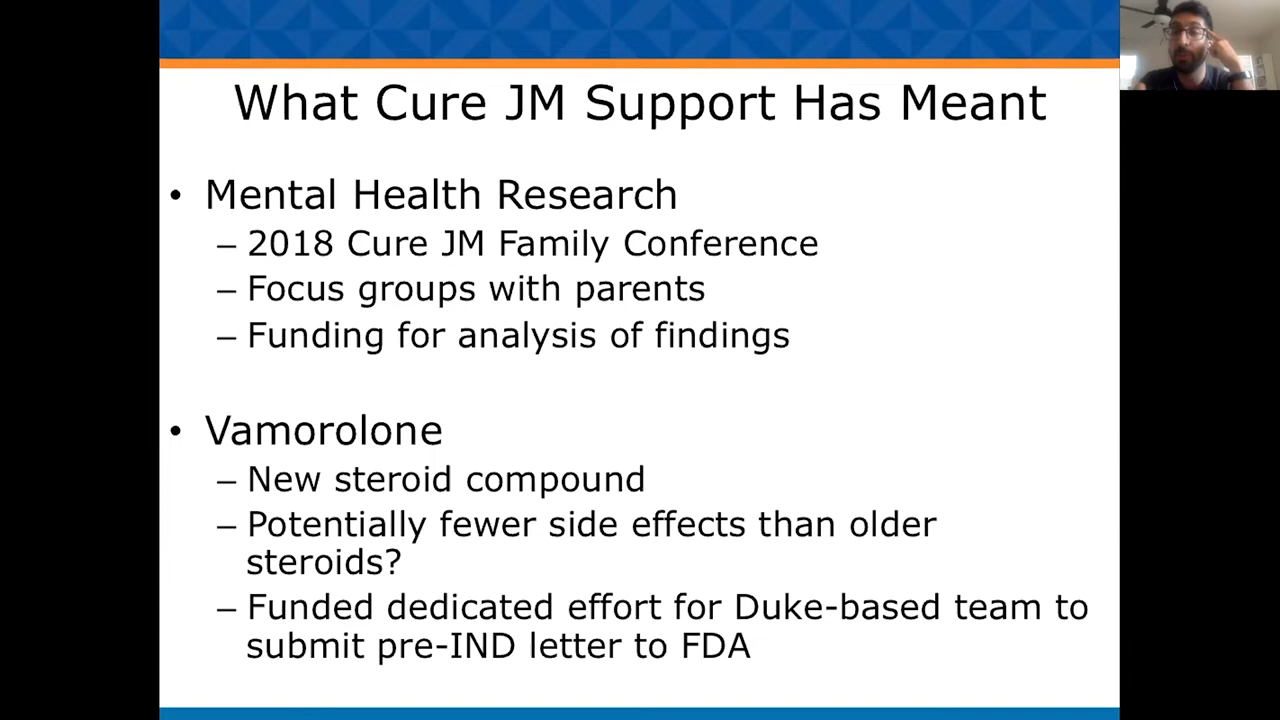 What Cure JM Support Has Meant
• Mental Health Research
– 2018 Cure JM Family Conference
– Focus groups with parents
– Funding for analysis of findings
• Vamorolone
– New steroid compound
– Potentially fewer side effects than older
steroids?
– Funded dedicated effort for Duke-based team to
submit pre-IND letter to FDA